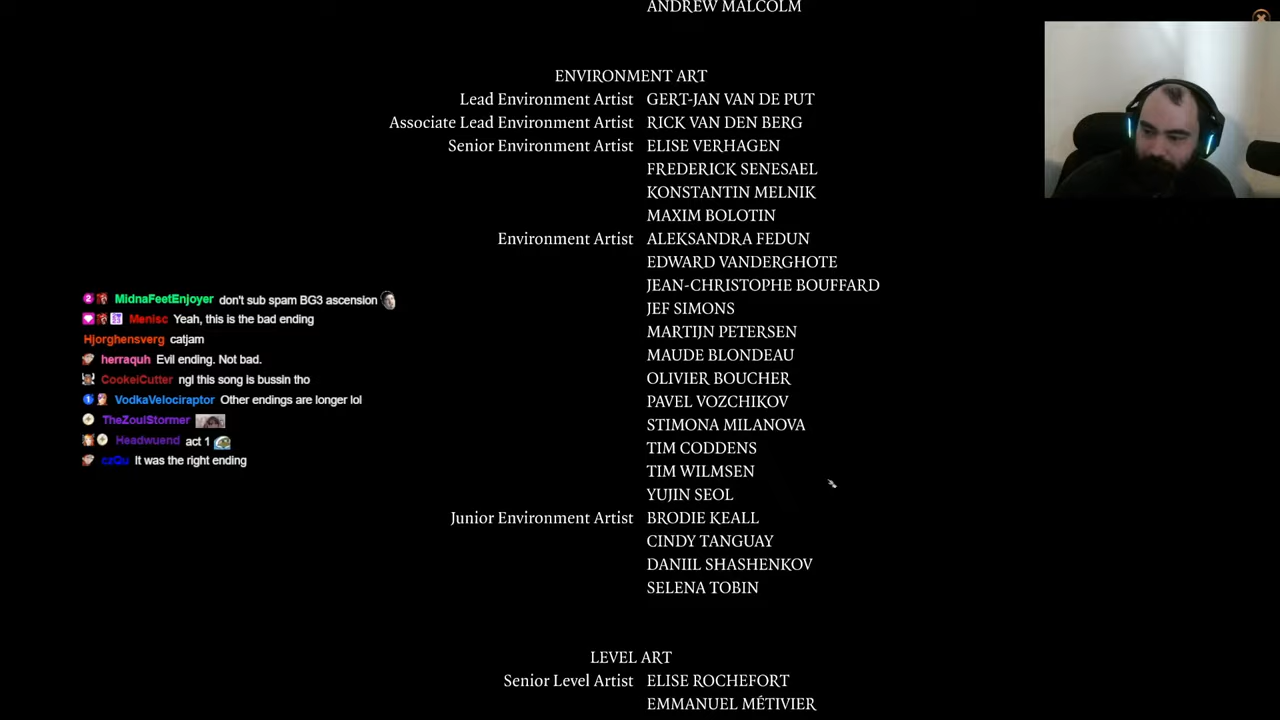 ANDREW MALCOLM
ENVIRONMENT ART
Lead Environment Artist GERT-JAN VAN DE PUT
Associate Lead Environment Artist RICK VAN DEN BERG
Senior Environment Artist ELISE VERHAGEN
FREDERICK SENESAEL
KONSTANTIN MELNIK
MAXIM BOLOTIN
Environment Artist ALEKSANDRA FEDUN
EDWARD VANDERGHOTE
JEAN-CHRISTOPHE BOUFFARD
JEF SIMONS
MARTIJN PETERSEN
MAUDE BLONDEAU
OLIVIER BOUCHER
PAVEL VOZCHIKOV
STIMONA MILANOVA
TIM CODDENS
TIM WILMSEN
YUJIN SEOL
Junior Environment Artist BRODIE KEALL
CINDY TANGUAY
DANIIL SHASHENKOV
SELENA TOBIN
LEVEL ART
Senior Level Artist ELISE ROCHEFORT
EMMANUEL MÉTIVIER
2 MidnaFeetEnjoyer don't sub spam BG3 ascension
Menisc Yeah, this is the bad ending
Hjorghensverg catjam
herraquh Evil ending. Not bad.
CookeiCutter ngl this song is bussin tho
1 VodkaVelociraptor Other endings are longer lol
TheZoulStormer
Headwuend act 1
czQu It was the right ending